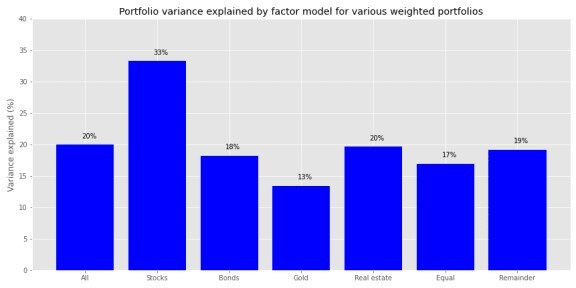 Portfolio variance explained by factor model for various weighted portfolios
Variance explained (%)
40
35
30
25
20
15
10
5
0
20%
33%
18%
13%
20%
17%
19%
All
Stocks
Bonds
Gold
Real estate
Equal
Remainder